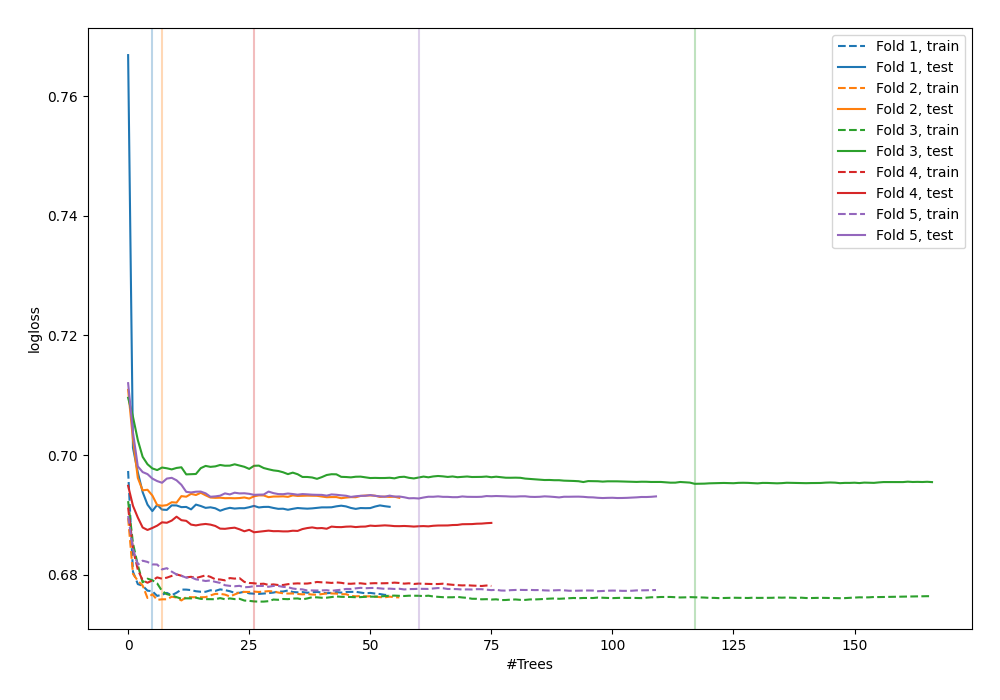 0.76
0.74
0.72
0.70
0.68
logloss
0
25
50
75
100
125
150
#Trees
Fold 1, train
Fold 1, test
Fold 2, train
Fold 2, test
Fold 3, train
Fold 3, test
Fold 4, train
Fold 4, test
Fold 5, train
Fold 5, test